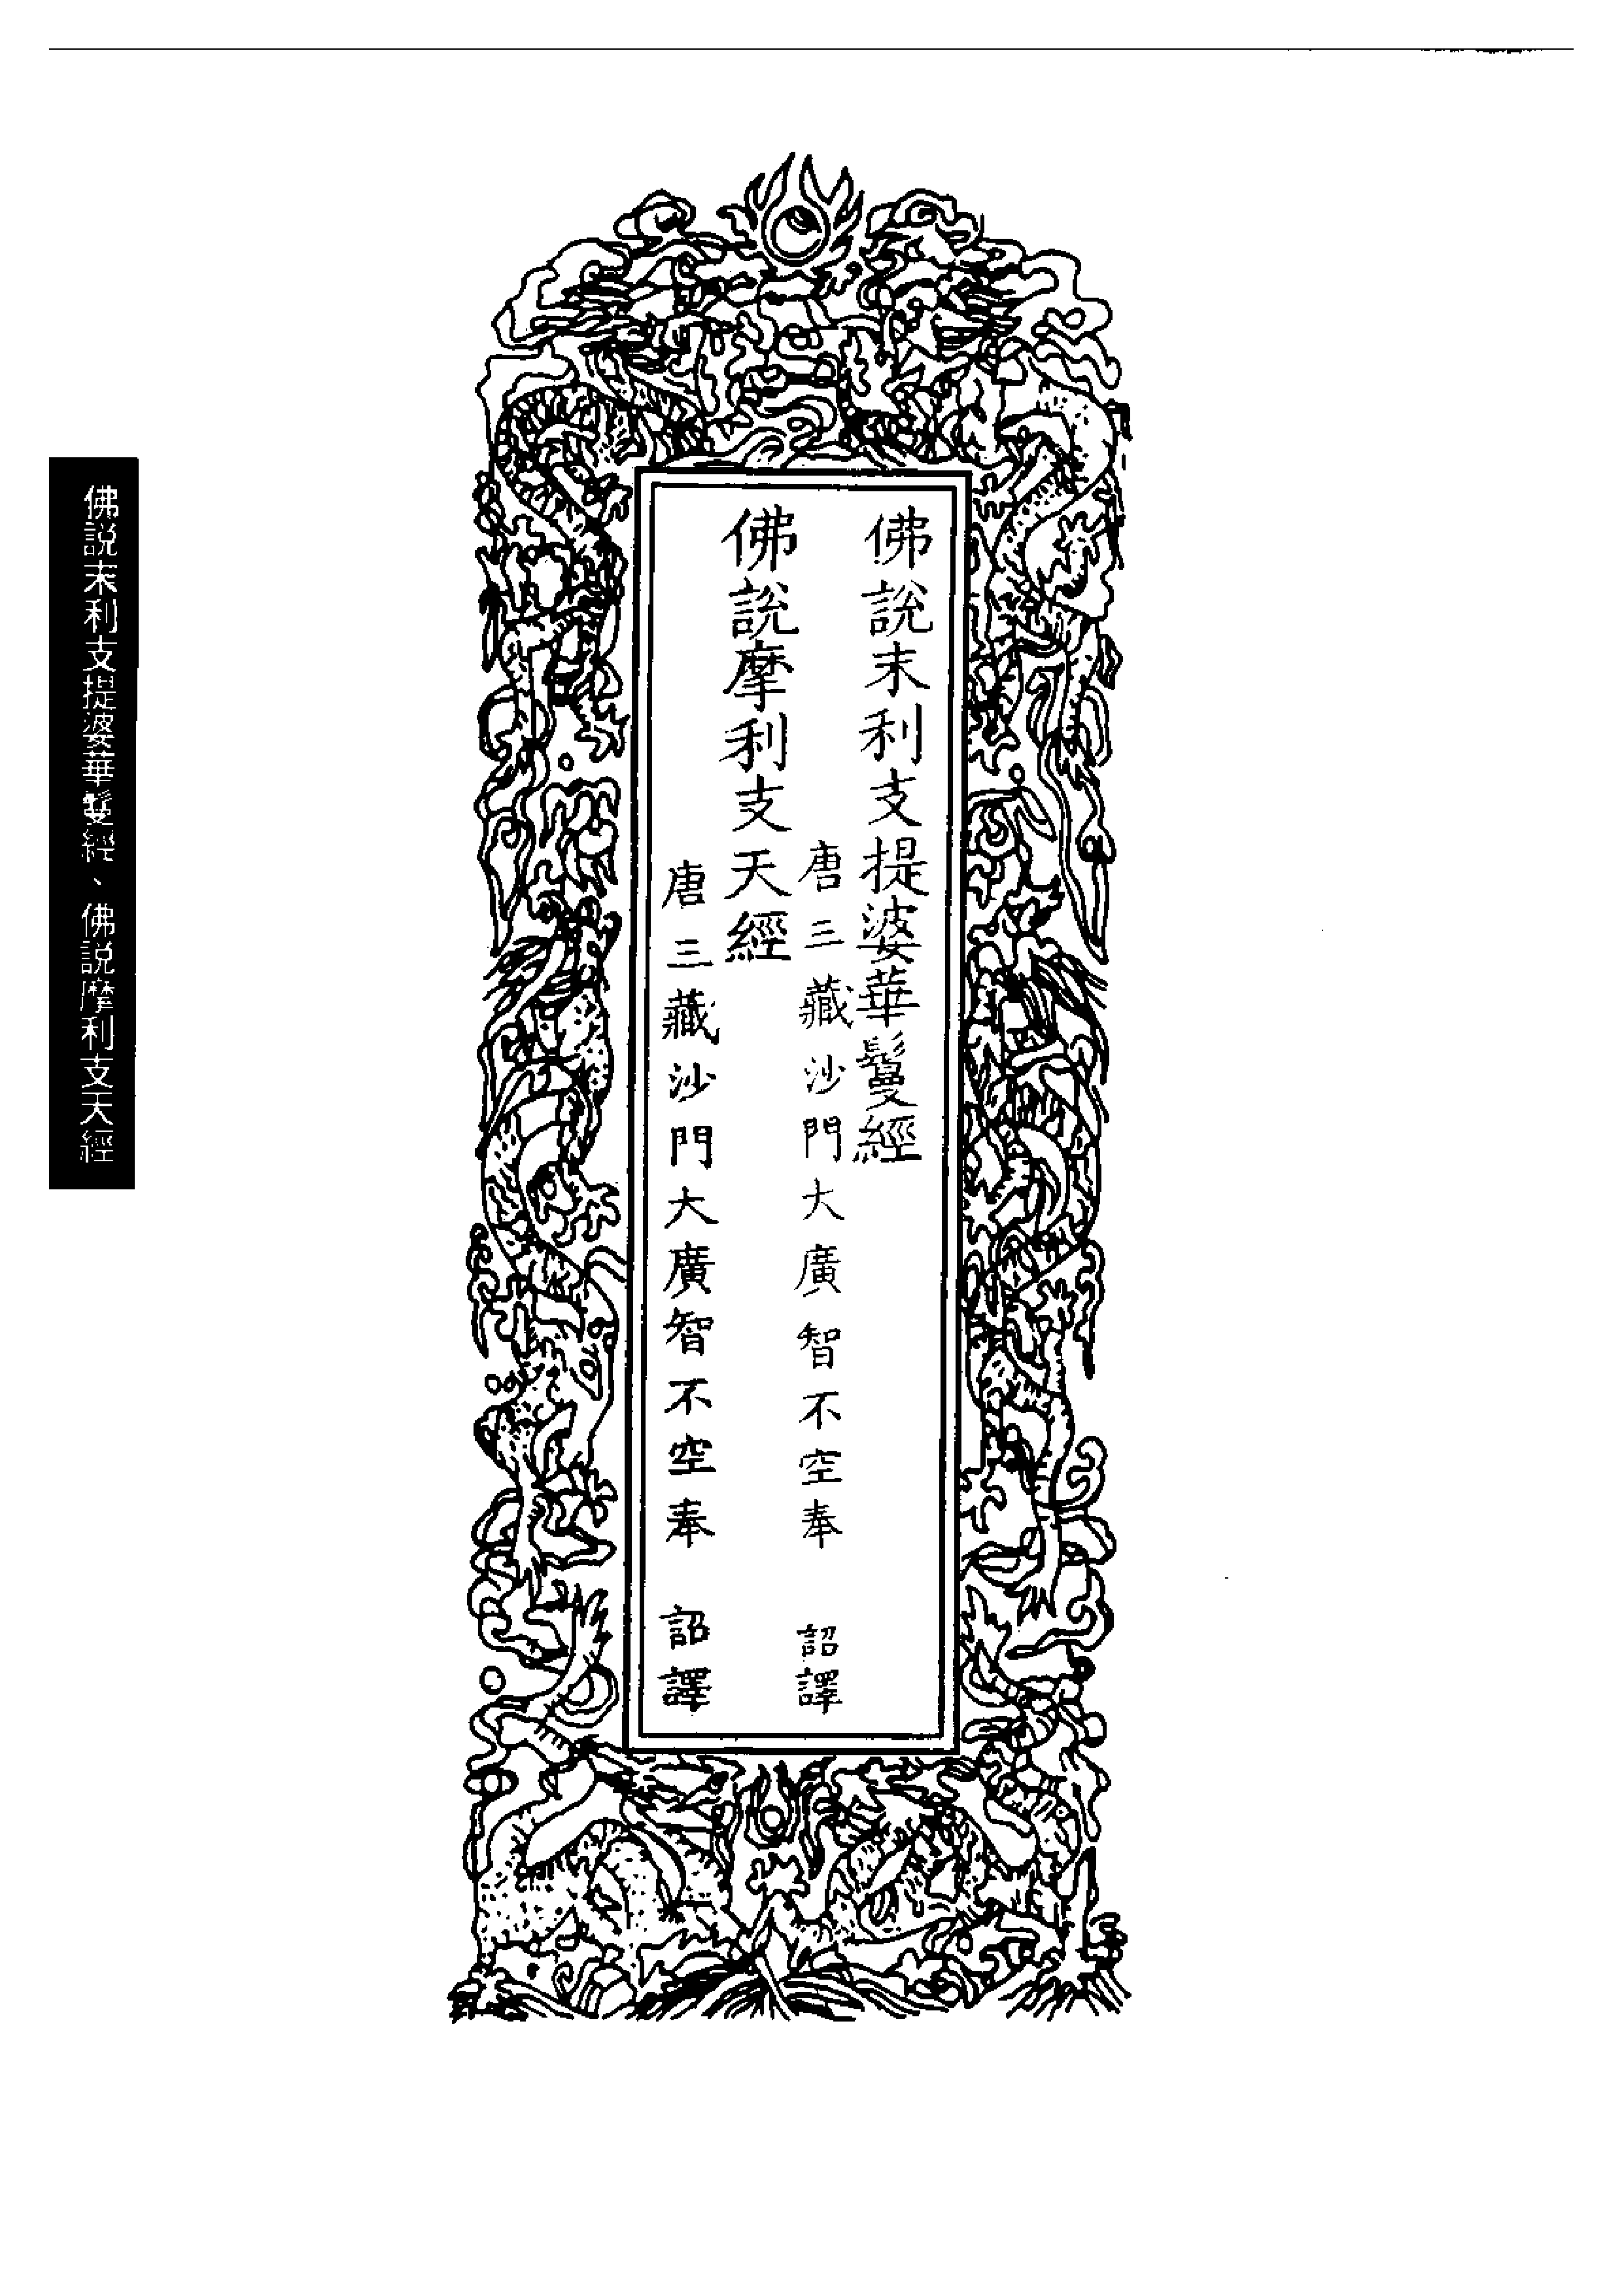 佛說末利支提婆華鬘經
唐三藏沙門大廣智不空奉 詔譯
佛說摩利支天經
唐三藏沙門大廣智不空奉 詔譯
佛説末利支提婆華鬘經、佛説摩利支天經